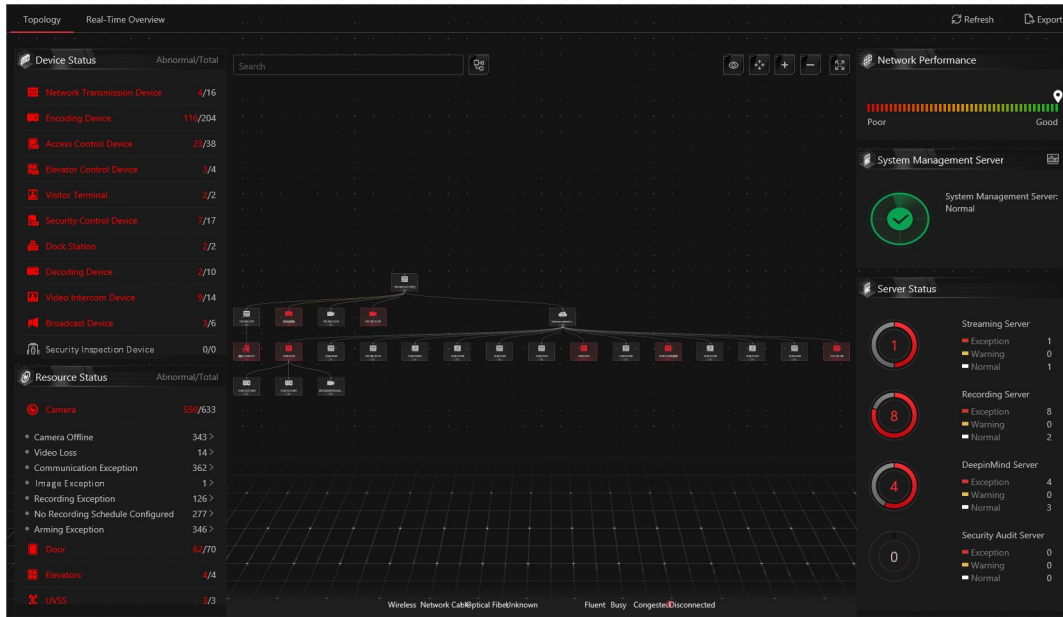 Topology Real-Time Overview Refresh Export
Device Status Abnormal/Total
Network Transmission Device 4/16
Encoding Device 116/204
Access Control Device 23/38
Elevator Control Device 3/4
Visitor Terminal 2/2
Security Control Device 7/17
Dock Station 2/2
Decoding Device 2/10
Video Intercom Device 9/14
Broadcast Device 3/6
Security Inspection Device 0/0
Resource Status Abnormal/Total
Camera 550/633
Camera Offline 343 >
Video Loss 14 >
Communication Exception 362 >
Image Exception 1 >
Recording Exception 126 >
No Recording Schedule Configured 277 >
Arming Exception 346 >
Door 62/70
Elevators 4/4
UVSS 3/3
Search
Wireless Network Cable Optical Fiber Unknown Fluent Busy Congested Disconnected
Network Performance
Poor Good
System Management Server
System Management Server:
Normal
Server Status
Streaming Server
1
Exception 1
Warning 0
Normal 1
Recording Server
8
Exception 8
Warning 0
Normal 2
DeepinMind Server
4
Exception 4
Warning 0
Normal 3
Security Audit Server
0
Exception 0
Warning 0
Normal 0